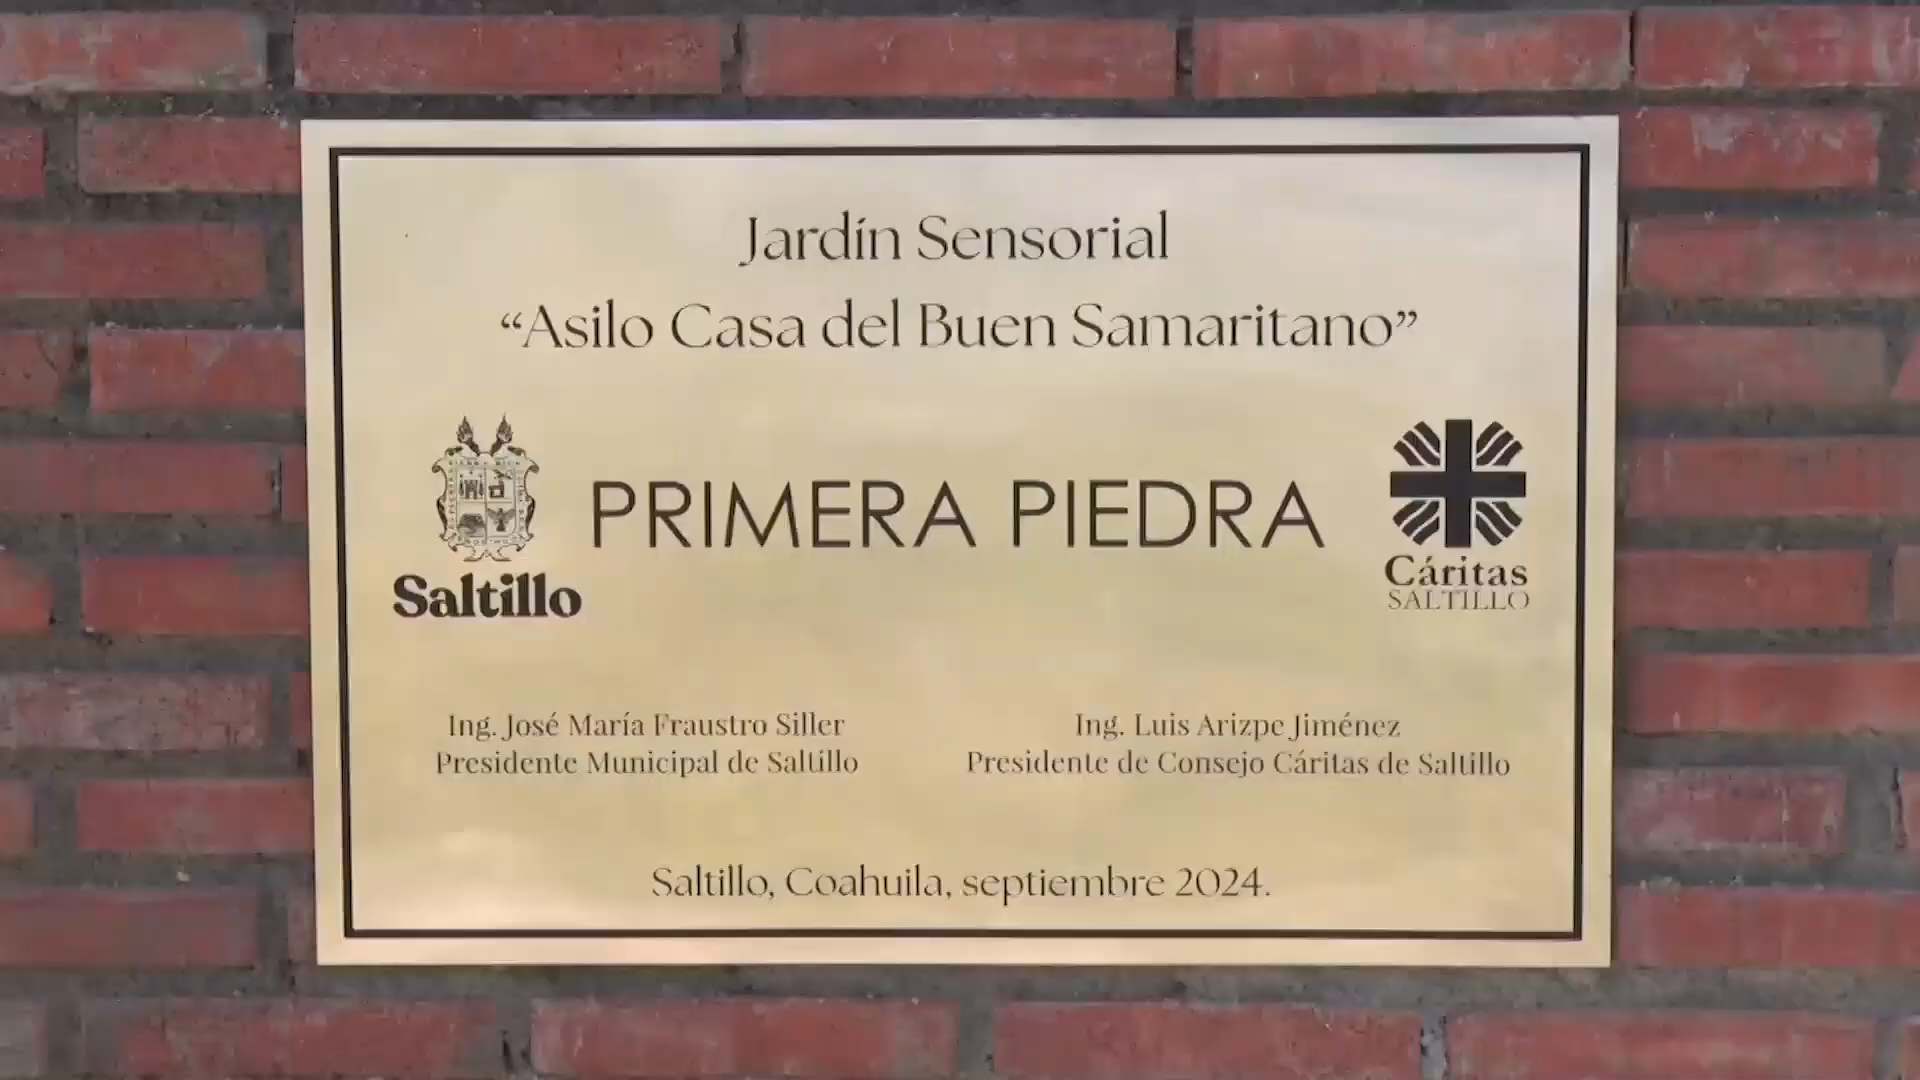 Jardín Sensorial
“Asilo Casa del Buen Samaritano”
PRIMERA PIEDRA
Saltillo
Cáritas
SALTILLO
Ing. José María Fraustro Siller
Presidente Municipal de Saltillo
Ing. Luis Arizpe Jiménez
Presidente de Consejo Cáritas de Saltillo
Saltillo, Coahuila, septiembre 2024.